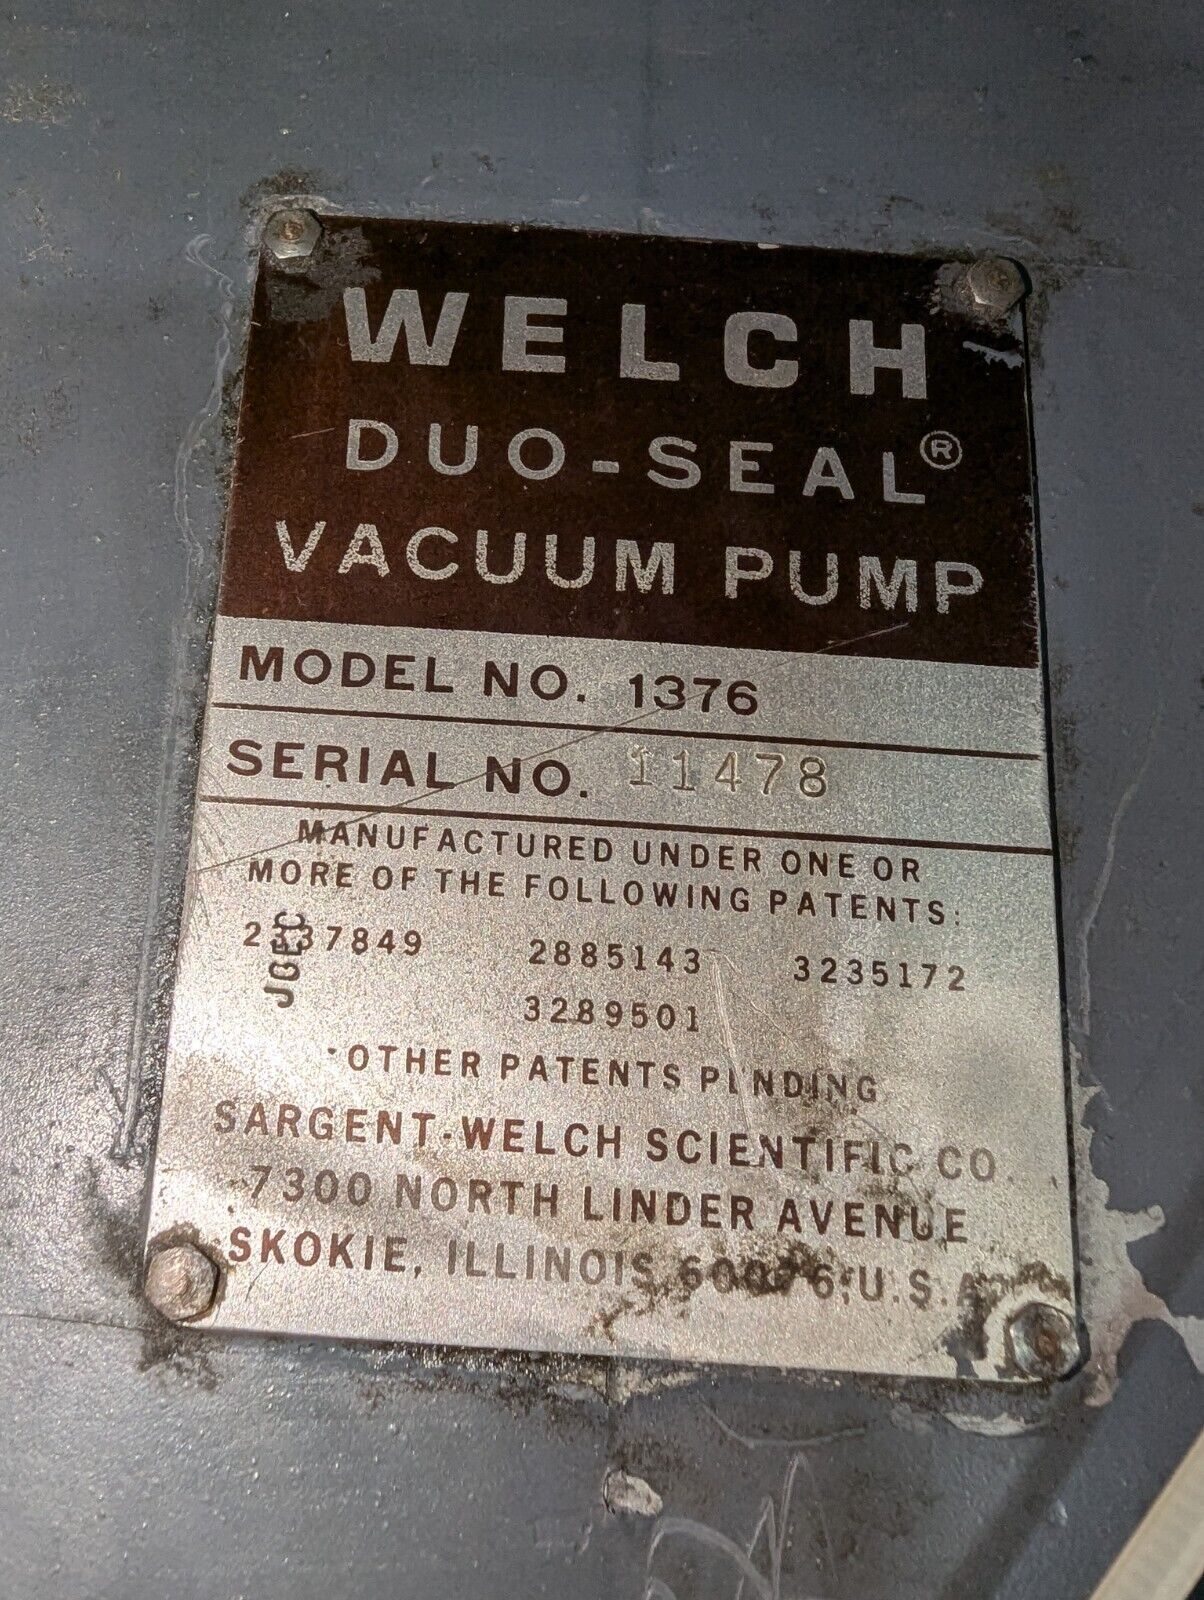 WELCH
DUO-SEAL®
VACUUM PUMP
MODEL NO. 1376
SERIAL NO. 11478
MANUFACTURED UNDER ONE OR
MORE OF THE FOLLOWING PATENTS:
2885143 3235172
3289501
OTHER PATENTS PENDING
SARGENT-WELCH SCIENTIFIC CO.
7300 NORTH LINDER AVENUE
SKOKIE, ILLINOIS 60076, U.S.A.